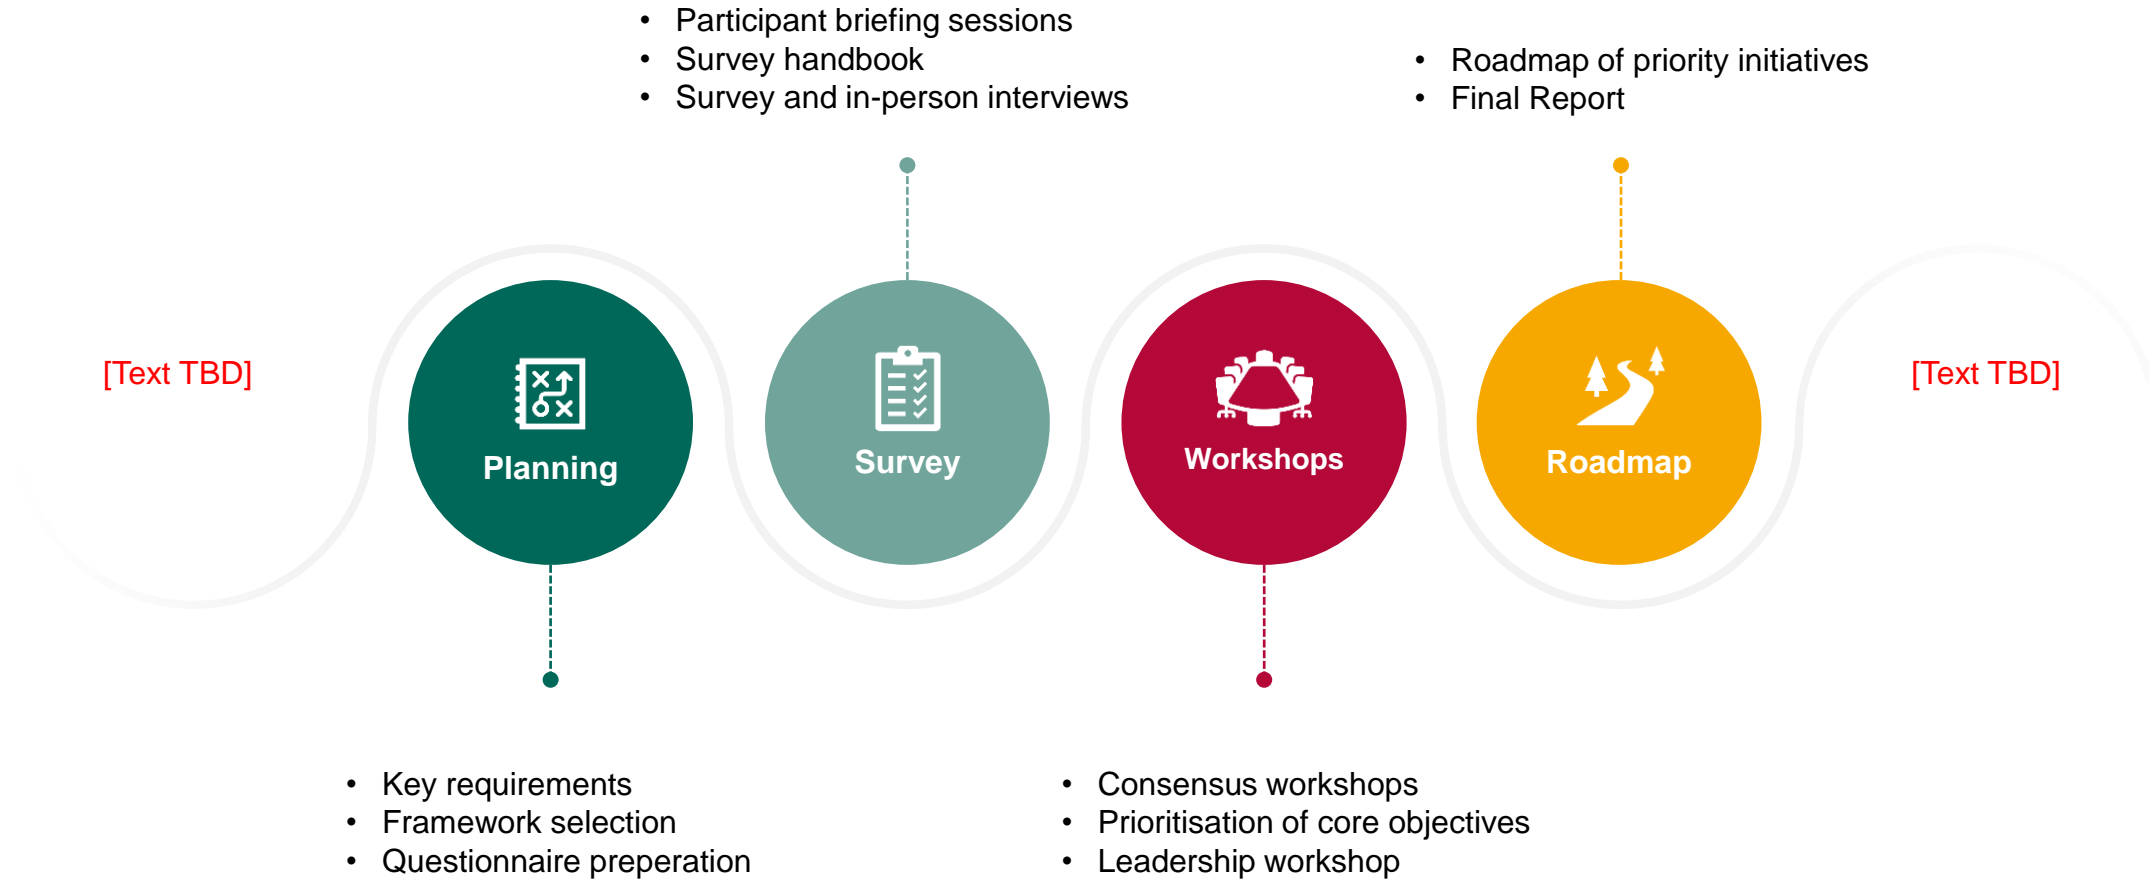 • Participant briefing sessions
• Survey handbook
• Survey and in-person interviews
• Roadmap of priority initiatives
• Final Report
[Text TBD]
Planning
Survey
Workshops
Roadmap
[Text TBD]
• Key requirements
• Framework selection
• Questionnaire preperation
• Consensus workshops
• Prioritisation of core objectives
• Leadership workshop